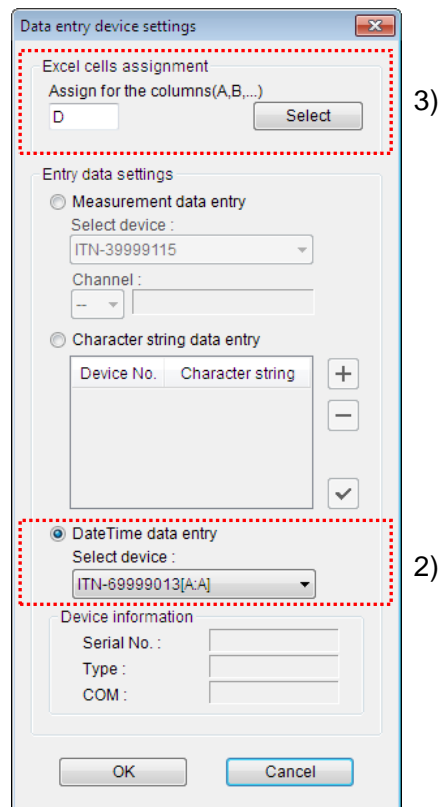 Data entry device settings
Excel cells assignment
Assign for the columns(A,B,...)
D
Select
3)
Entry data settings
Measurement data entry
Select device :
ITN-39999115
Channel :
--
Character string data entry
Device No. Character string
+
−
DateTime data entry
Select device :
ITN-69999013[A:A]
2)
Device information
Serial No. :
Type :
COM :
OK Cancel